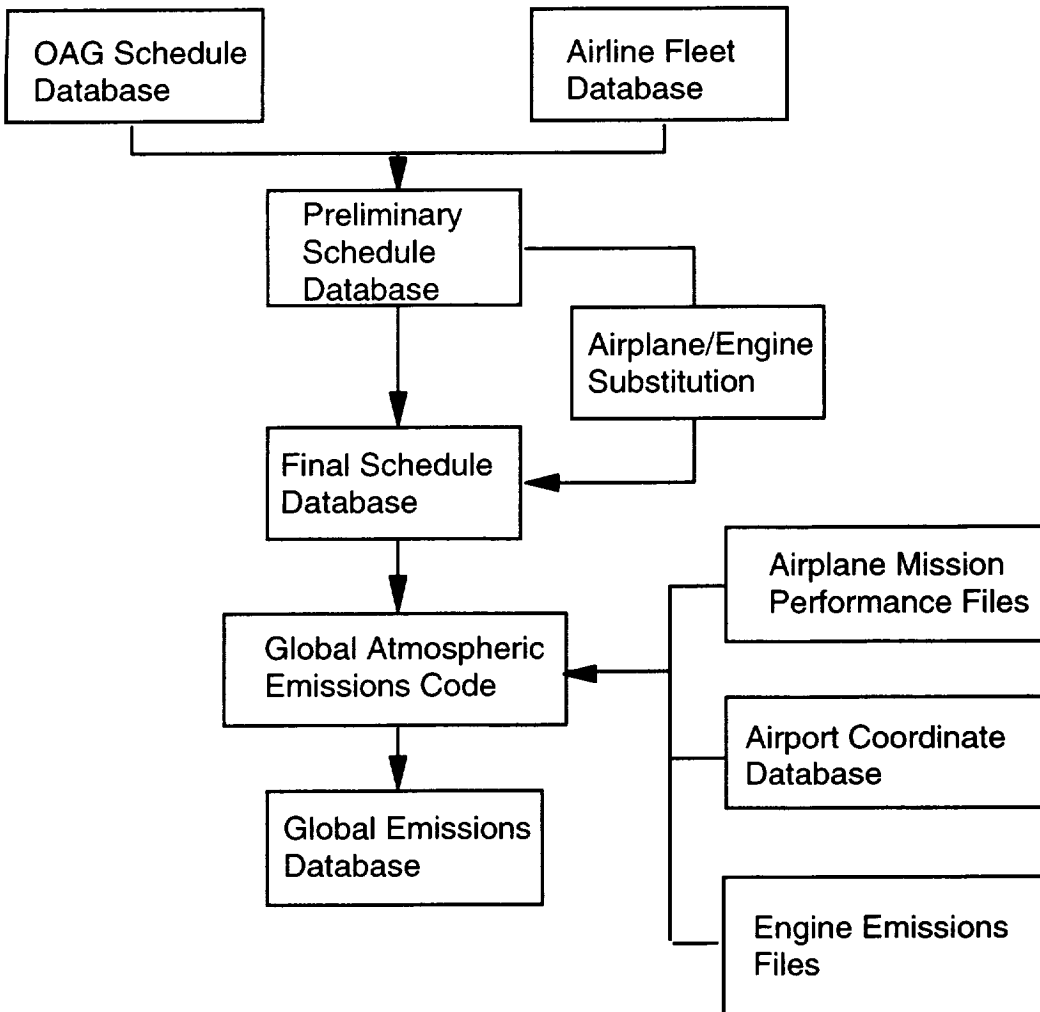 OAG Schedule
Database
Airline Fleet
Database
Preliminary
Schedule
Database
Airplane/Engine
Substitution
Final Schedule
Database
Airplane Mission
Performance Files
Global Atmospheric
Emissions Code
Airport Coordinate
Database
Global Emissions
Database
Engine Emissions
Files